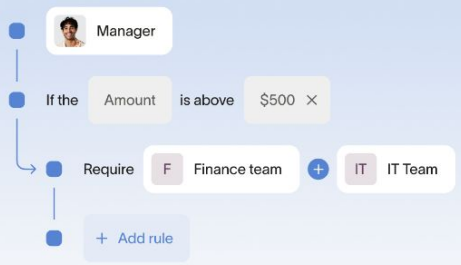 Manager
If the Amount is above $500 ×
Require F Finance team + IT IT Team
+ Add rule